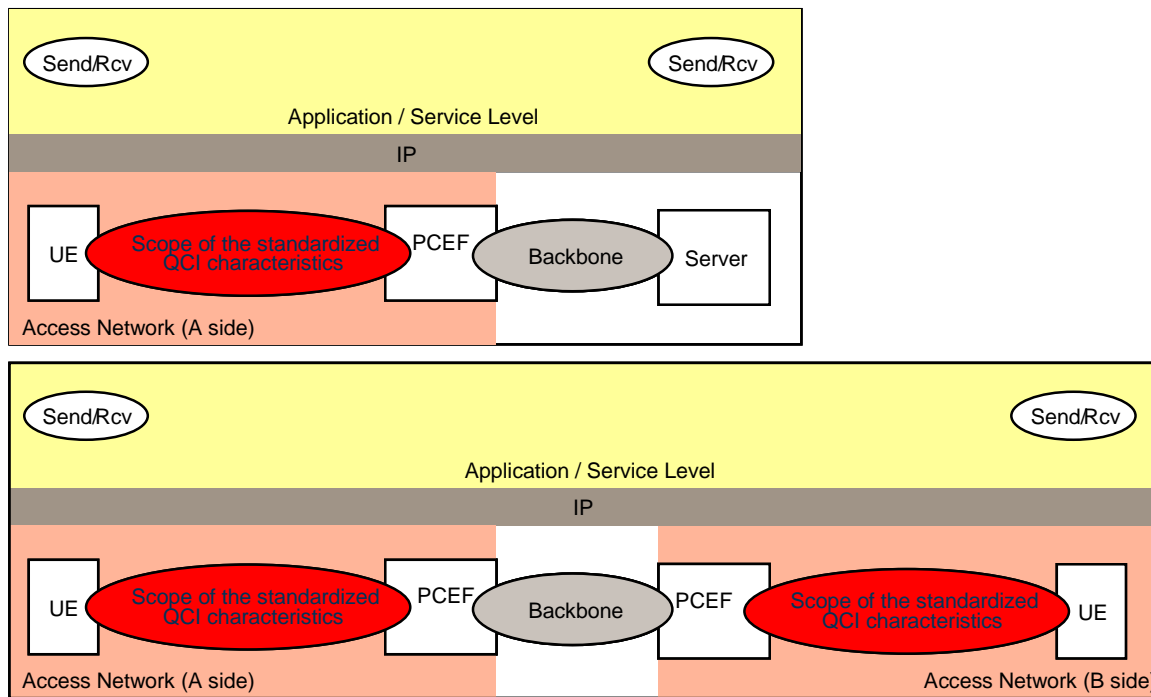 Send/Rcv
Send/Rcv
Application / Service Level
IP
UE
Scope of the standardized
QCI characteristics
PCEF
Backbone
Server
Access Network (A side)
Send/Rcv
Send/Rcv
Application / Service Level
IP
UE
Scope of the standardized
QCI characteristics
PCEF
Backbone
PCEF
Scope of the standardized
QCI characteristics
UE
Access Network (A side)
Access Network (B side)